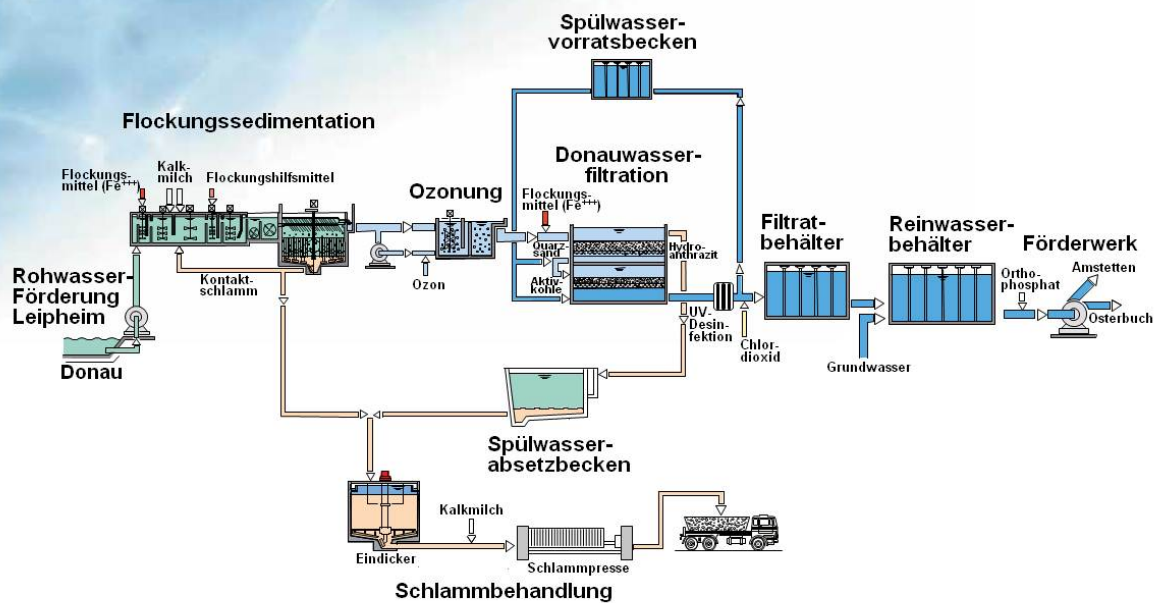 Spülwasser-
vorratsbecken
Flockungssedimentation
Flockungs-
mittel (Fe+++)
Kalk-
milch
Flockungshilfsmittel
Ozonung
Donauwasser-
filtration
Flockungs-
mittel (Fe+++)
Quarz-
sand
Hydro-
anthrazit
Aktiv-
kohle
Filtrat-
behälter
Reinwasser-
behälter
Förderwerk
Ortho-
phosphat
Amstetten
Osterbuch
Rohwasser-
Förderung
Leipheim
Donau
Kontakt-
schlamm
Ozon
UV-
Desin-
fektion
Chlor-
dioxid
Grundwasser
Spülwasser-
absetzbecken
Eindicker
Kalkmilch
Schlammpresse
Schlammbehandlung